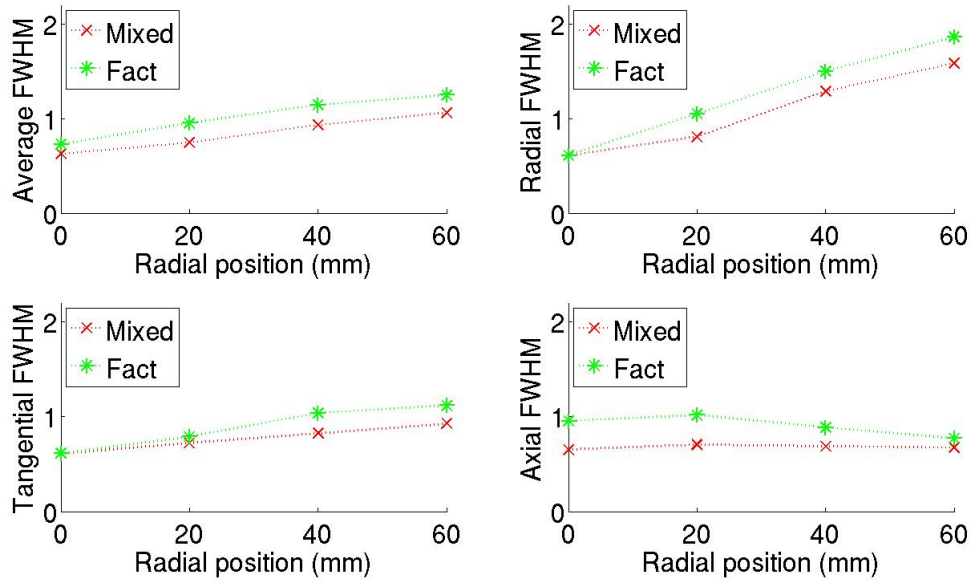 Average FWHM
2
1
0
Mixed
Fact
0 20 40 60
Radial position (mm)
Radial FWHM
2
1
0
Mixed
Fact
0 20 40 60
Radial position (mm)
Tangential FWHM
2
1
0
Mixed
Fact
0 20 40 60
Radial position (mm)
Axial FWHM
2
1
0
Mixed
Fact
0 20 40 60
Radial position (mm)